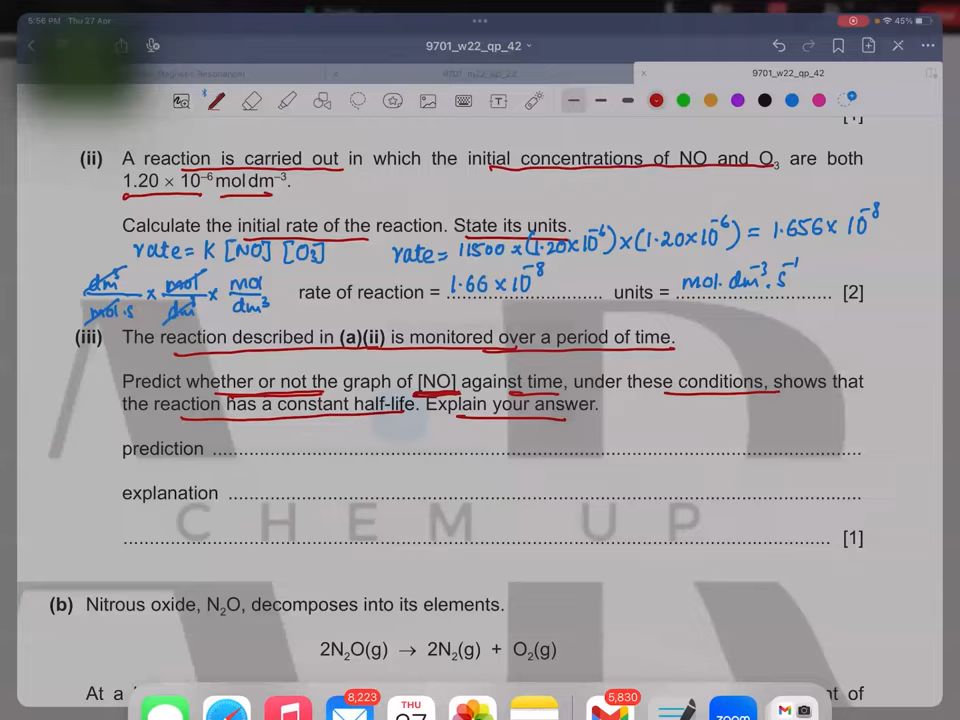 5:56 PM Thu 27 Apr
45%
9701_w22_qp_42
9701_w22_qp_42
[1]
(ii) A reaction is carried out in which the initial concentrations of NO and O₃ are both
1.20 × 10⁻⁶ mol dm⁻³.
Calculate the initial rate of the reaction. State its units.
rate = K [NO] [O₃] rate = 11500 × (1.20×10⁻⁶) × (1.20×10⁻⁶) = 1.656 × 10⁻⁸
dm³/mol·s × mol/dm³ × mol/dm³ rate of reaction = 1.66 × 10⁻⁸ units = mol. dm⁻³. s⁻¹ [2]
(iii) The reaction described in (a)(ii) is monitored over a period of time.
Predict whether or not the graph of [NO] against time, under these conditions, shows that
the reaction has a constant half-life. Explain your answer.
prediction
explanation
[1]
CHEM UP
(b) Nitrous oxide, N₂O, decomposes into its elements.
2N₂O(g) → 2N₂(g) + O₂(g)
8,223
THU
5,830
zoom